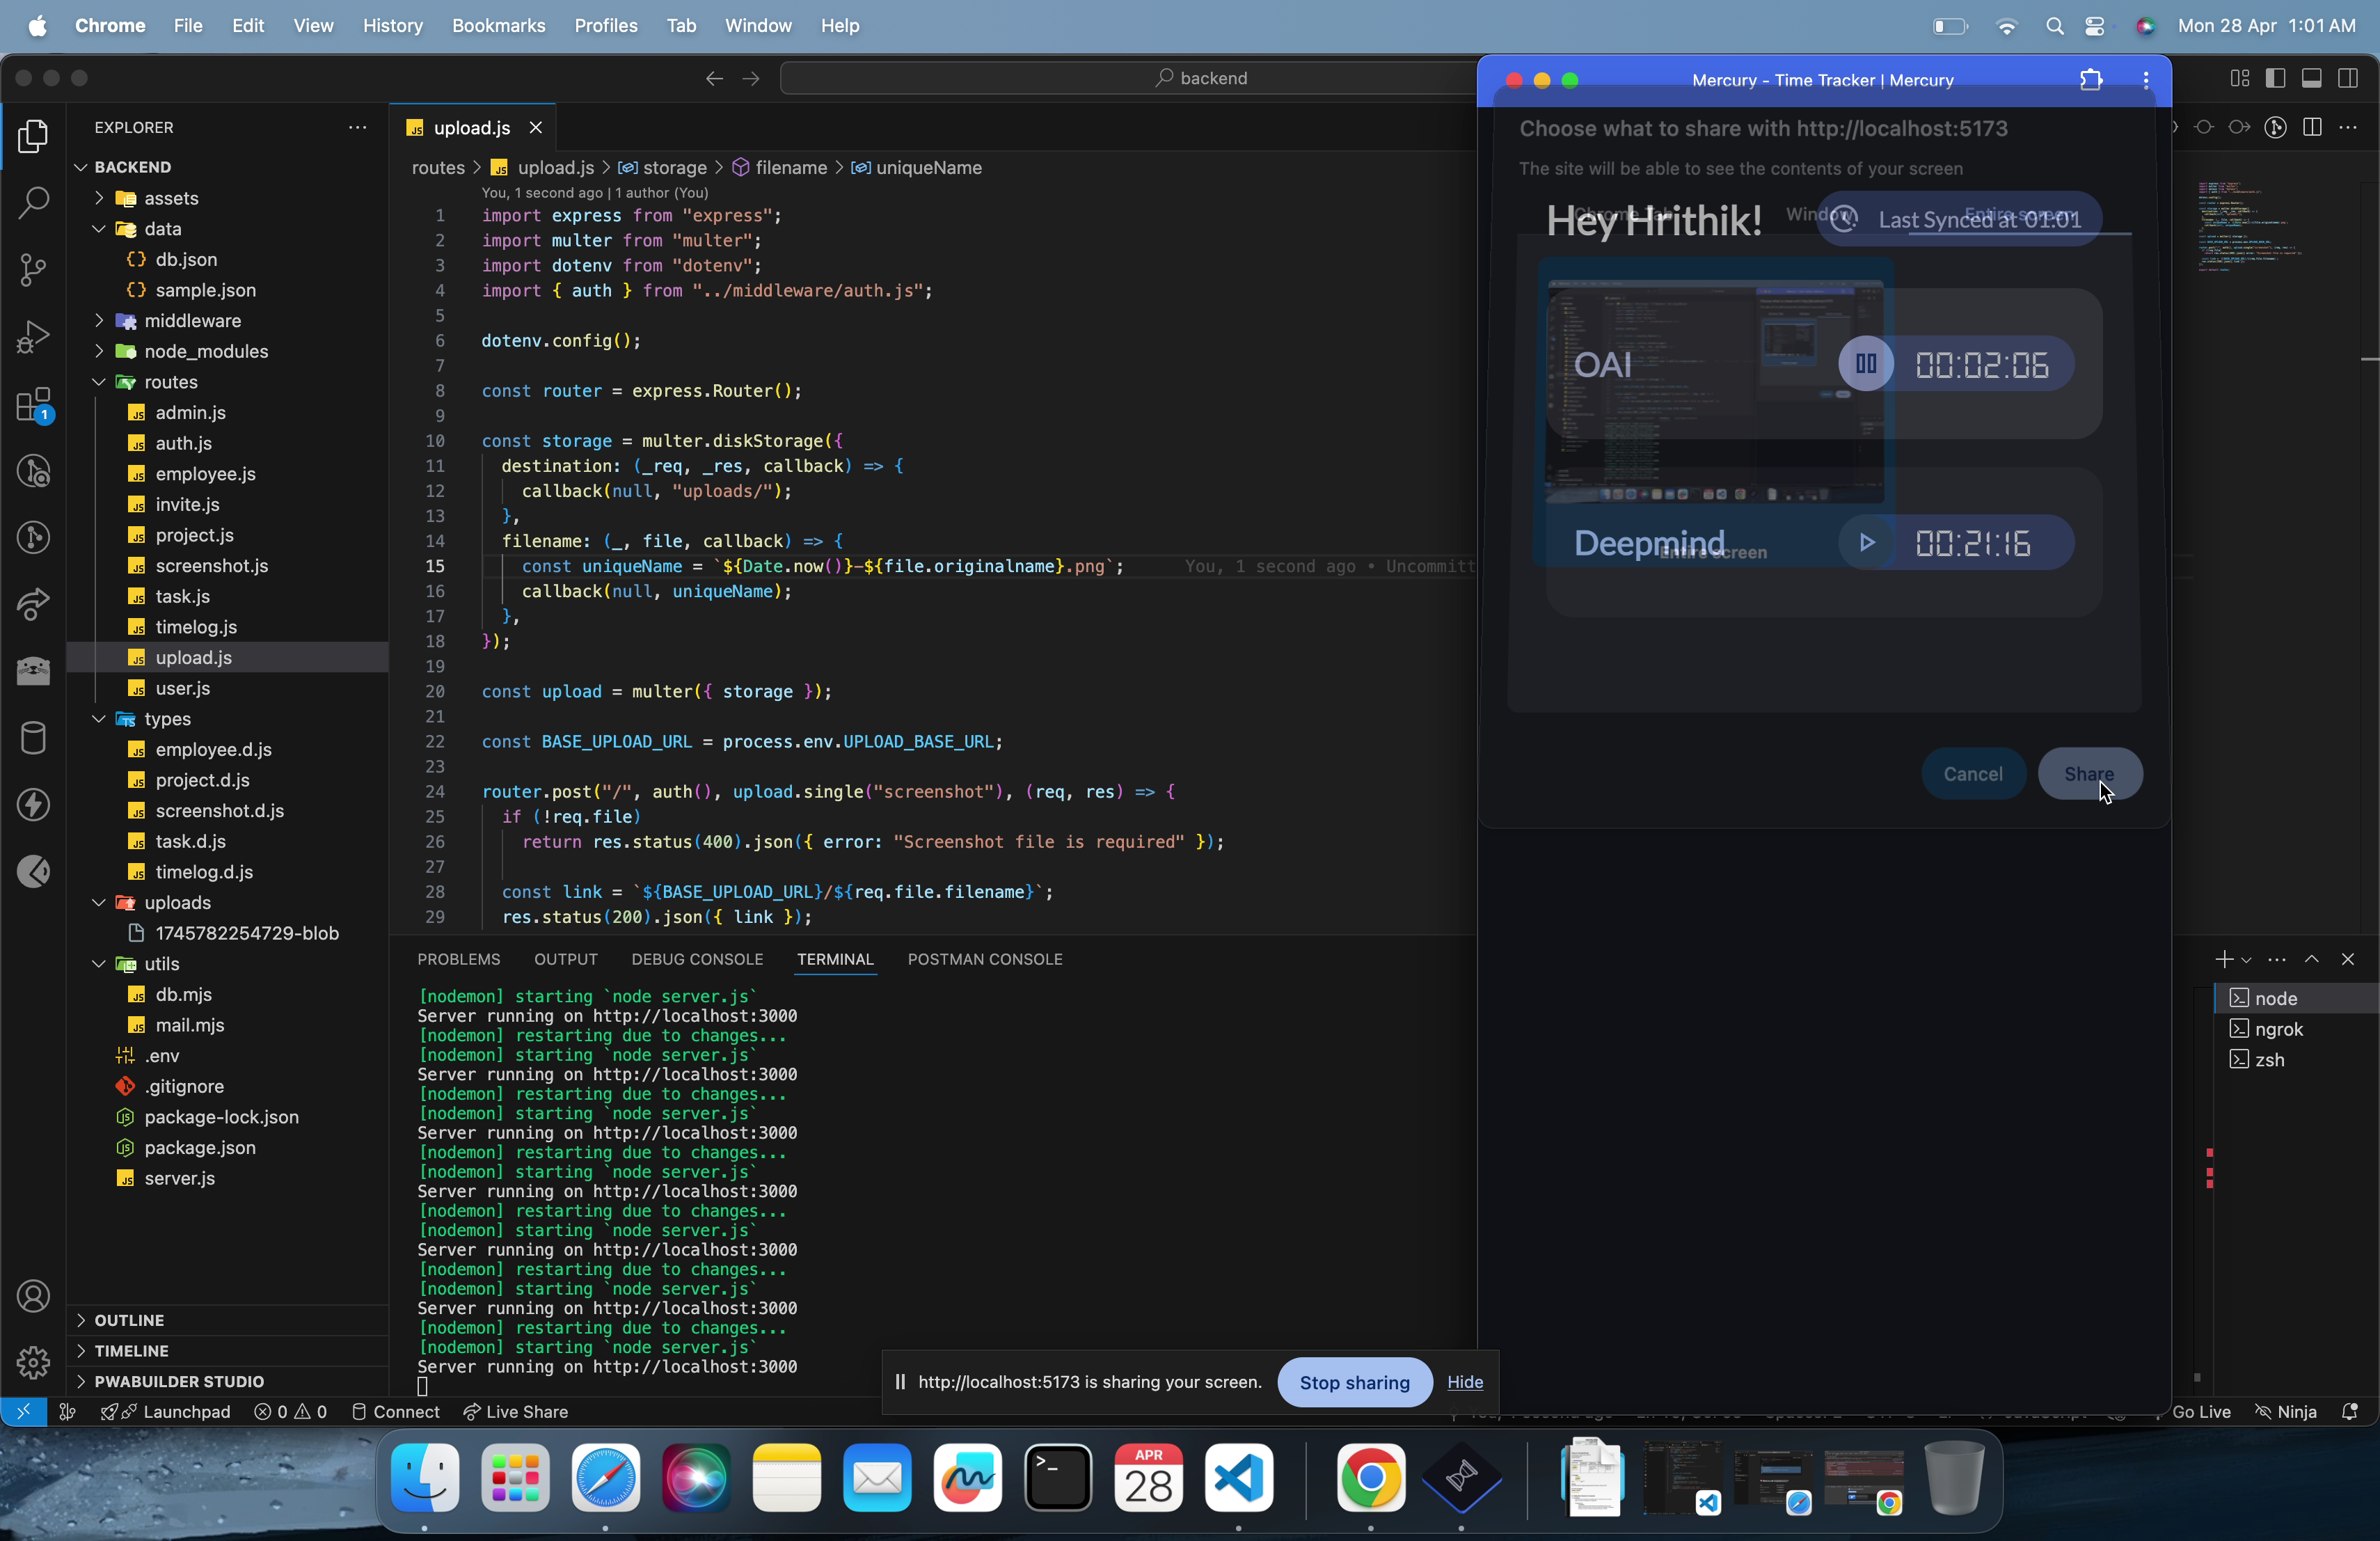 Chrome File Edit View History Bookmarks Profiles Tab Window Help Mon 28 Apr 1:01 AM
backend
EXPLORER
BACKEND
assets
data
db.json
sample.json
middleware
node_modules
routes
admin.js
auth.js
employee.js
invite.js
project.js
screenshot.js
task.js
timelog.js
upload.js
user.js
types
employee.d.js
project.d.js
screenshot.d.js
task.d.js
timelog.d.js
uploads
1745782254729-blob
utils
db.mjs
mail.mjs
.env
.gitignore
package-lock.json
package.json
server.js
OUTLINE
TIMELINE
PWABUILDER STUDIO
1
JS upload.js
routes > JS upload.js > storage > filename > uniqueName
You, 1 second ago | 1 author (You)
1 import express from "express";
2 import multer from "multer";
3 import dotenv from "dotenv";
4 import { auth } from "../middleware/auth.js";
5
6 dotenv.config();
7
8 const router = express.Router();
9
10 const storage = multer.diskStorage({
11 destination: (_req, _res, callback) => {
12 callback(null, "uploads/");
13 },
14 filename: (_, file, callback) => {
15 const uniqueName = `${Date.now()}-${file.originalname}.png`; You, 1 second ago • Uncommitt
16 callback(null, uniqueName);
17 },
18 });
19
20 const upload = multer({ storage });
21
22 const BASE_UPLOAD_URL = process.env.UPLOAD_BASE_URL;
23
24 router.post("/", auth(), upload.single("screenshot"), (req, res) => {
25 if (!req.file)
26 return res.status(400).json({ error: "Screenshot file is required" });
27
28 const link = `${BASE_UPLOAD_URL}/${req.file.filename}`;
29 res.status(200).json({ link });
PROBLEMS OUTPUT DEBUG CONSOLE TERMINAL POSTMAN CONSOLE
[nodemon] starting `node server.js`
Server running on http://localhost:3000
[nodemon] restarting due to changes...
[nodemon] starting `node server.js`
Server running on http://localhost:3000
[nodemon] restarting due to changes...
[nodemon] starting `node server.js`
Server running on http://localhost:3000
[nodemon] restarting due to changes...
[nodemon] starting `node server.js`
Server running on http://localhost:3000
[nodemon] restarting due to changes...
[nodemon] starting `node server.js`
Server running on http://localhost:3000
[nodemon] restarting due to changes...
[nodemon] starting `node server.js`
Server running on http://localhost:3000
[nodemon] restarting due to changes...
[nodemon] starting `node server.js`
Server running on http://localhost:3000
node
ngrok
zsh
Mercury - Time Tracker | Mercury
Choose what to share with http://localhost:5173
The site will be able to see the contents of your screen
Chrome Tab Window Entire screen
Hey Hrithik! Last Synced at 01:01
OAI 00:02:06
Deepmind 00:21:16
Entire screen
Cancel Share
http://localhost:5173 is sharing your screen. Stop sharing Hide
Launchpad 0 0 Connect Live Share Go Live Ninja
APR
28